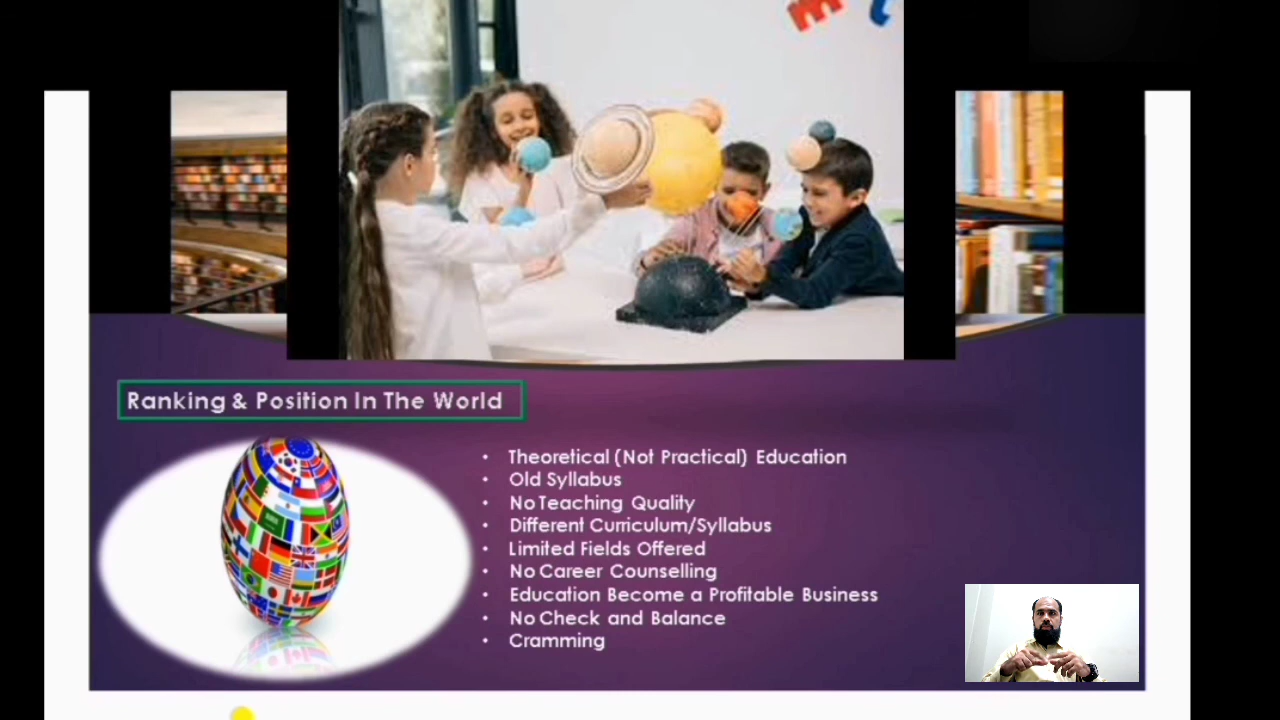 Ranking & Position In The World
• Theoretical (Not Practical) Education
• Old Syllabus
• No Teaching Quality
• Different Curriculum/Syllabus
• Limited Fields Offered
• No Career Counselling
• Education Become a Profitable Business
• No Check and Balance
• Cramming